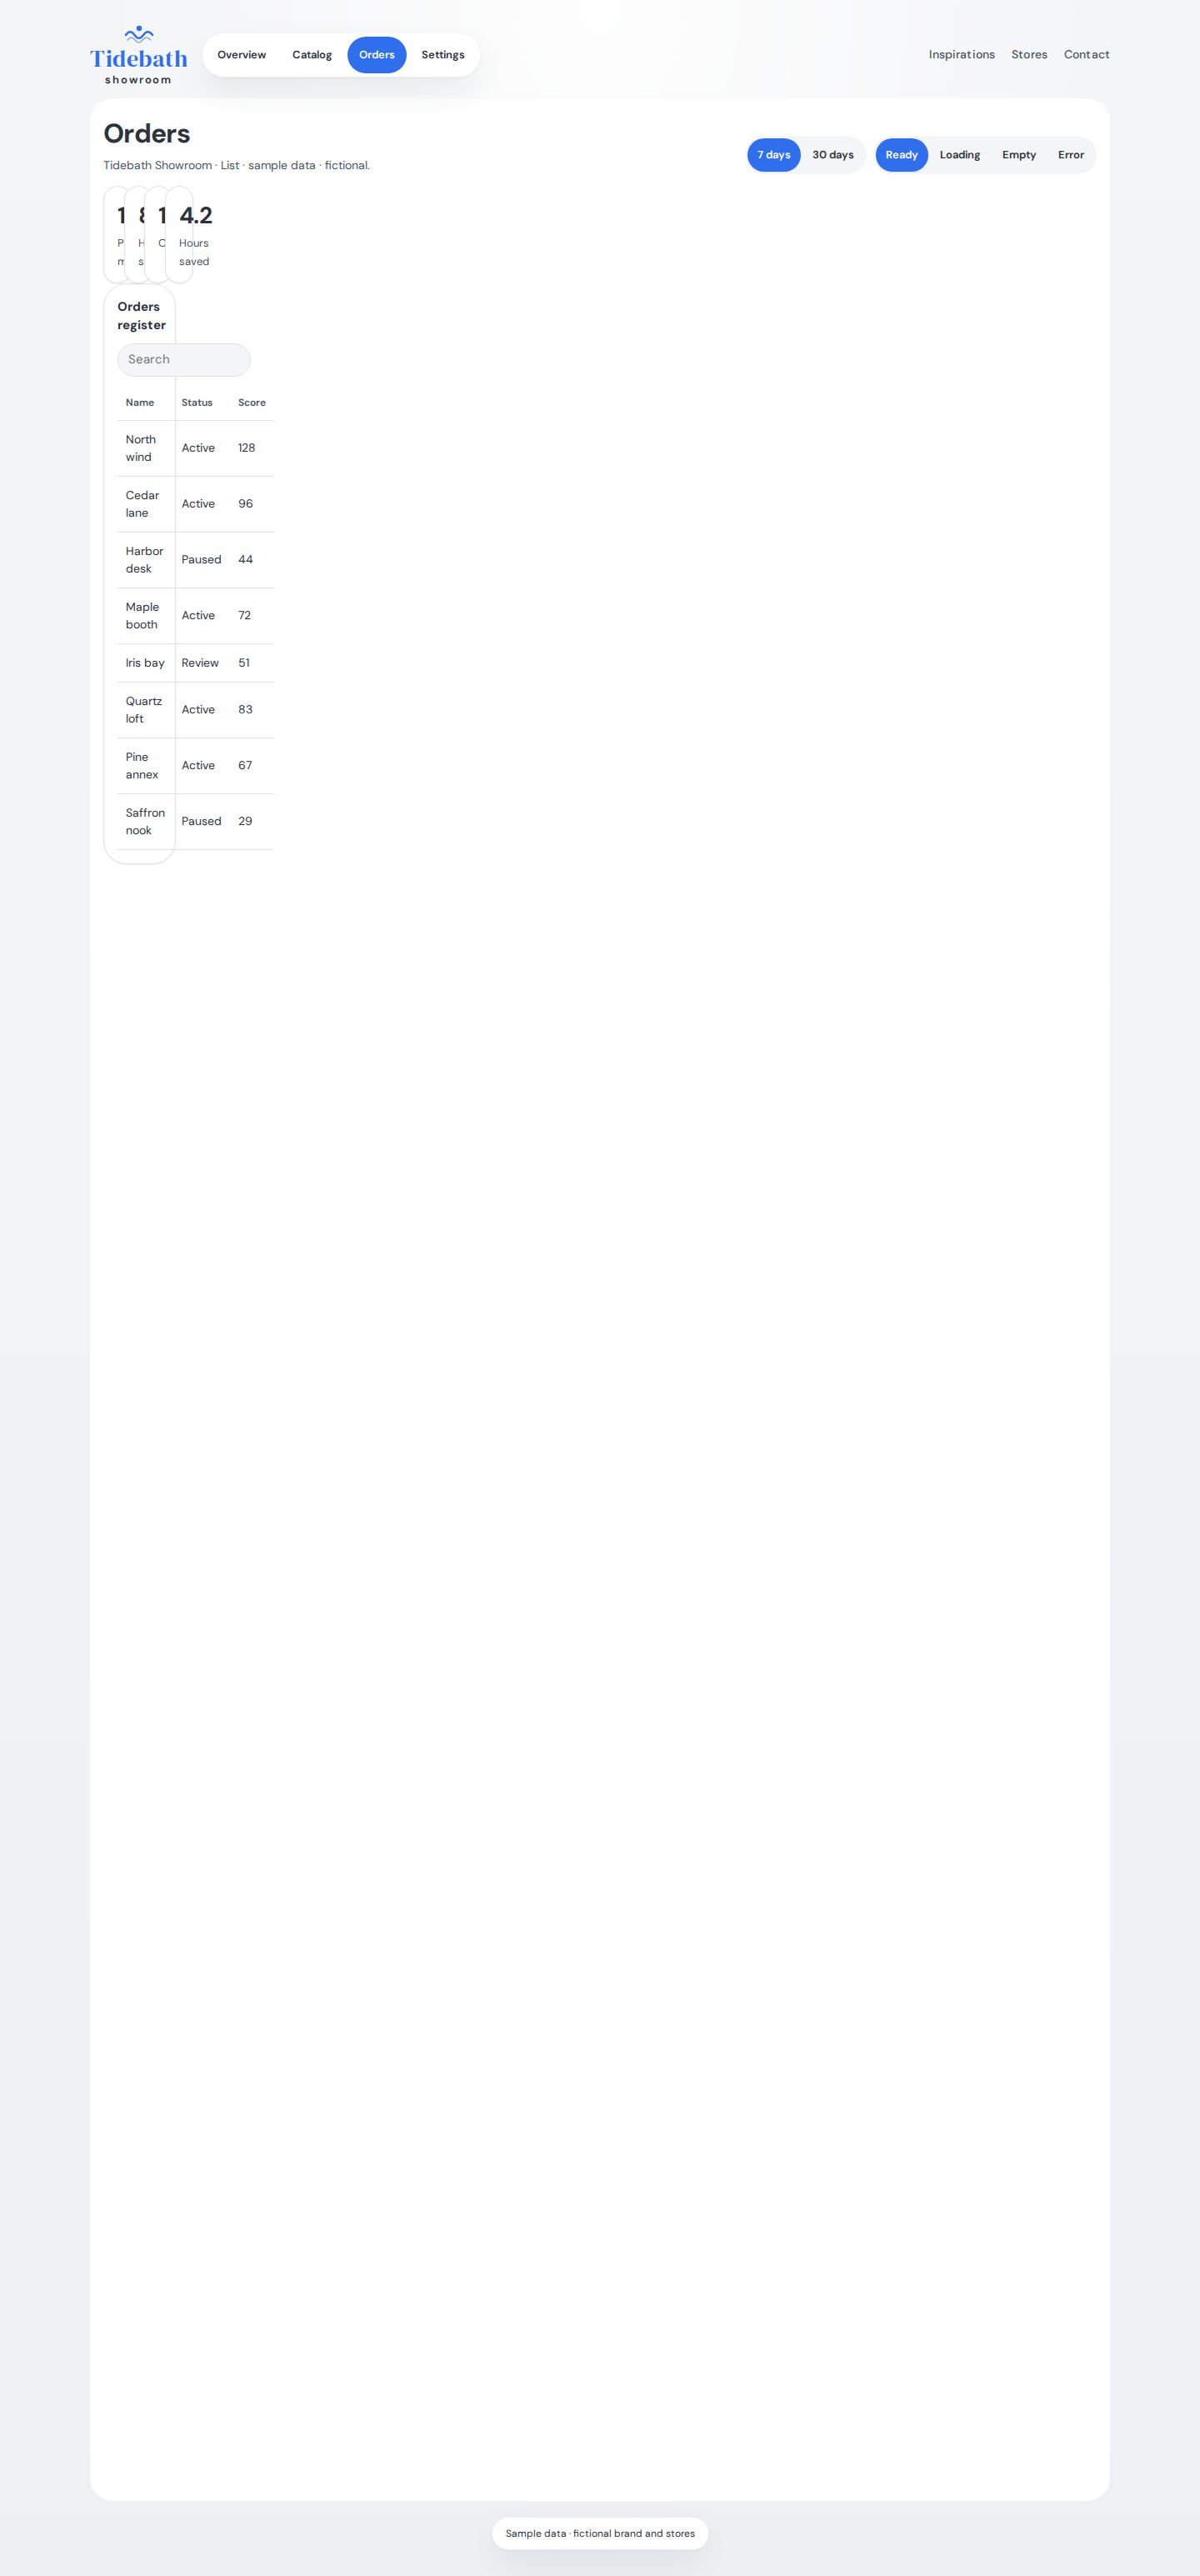 Tidebath
showroom
Overview Catalog Orders Settings
Inspirations Stores Contact
Orders
Tidebath Showroom · List · sample data · fictional.
7 days 30 days Ready Loading Empty Error
4.2
Hours
saved
Orders
register
Search
Name Status Score
North
wind
Active 128
Cedar
lane
Active 96
Harbor
desk
Paused 44
Maple
booth
Active 72
Iris bay Review 51
Quartz
loft
Active 83
Pine
annex
Active 67
Saffron
nook
Paused 29
Sample data · fictional brand and stores